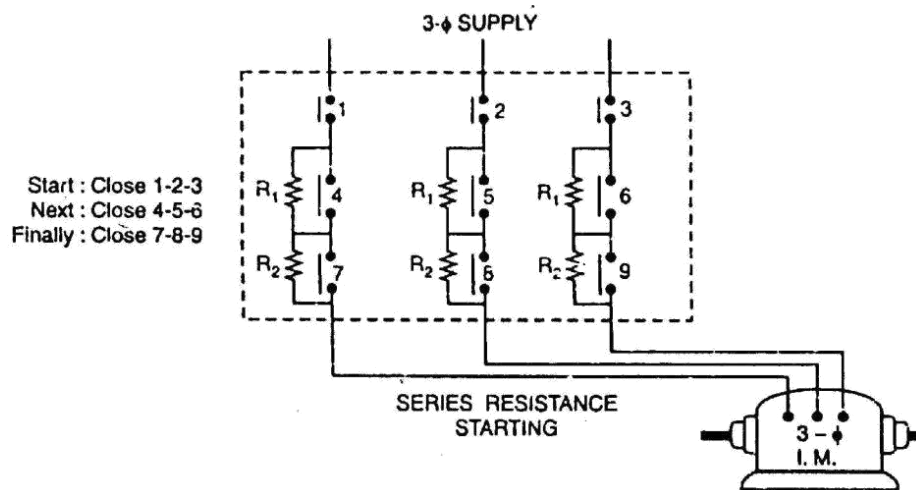 3-ϕ SUPPLY
1
2
3
Start : Close 1-2-3
Next : Close 4-5-6
Finally : Close 7-8-9
R1
4
R1
5
R1
6
R2
7
R2
8
R2
9
SERIES RESISTANCE
STARTING
3 – ϕ
I. M.